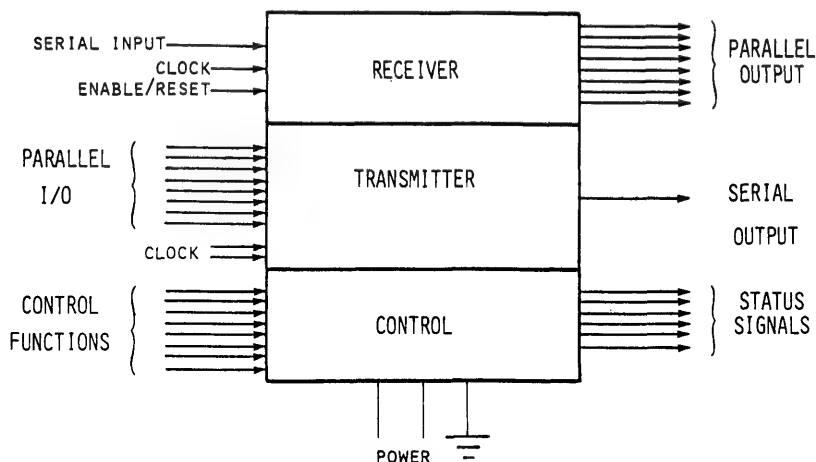 SERIAL INPUT
CLOCK
ENABLE/RESET
RECEIVER
PARALLEL
OUTPUT
PARALLEL
I/O
TRANSMITTER
SERIAL
OUTPUT
CLOCK
CONTROL
FUNCTIONS
CONTROL
STATUS
SIGNALS
POWER